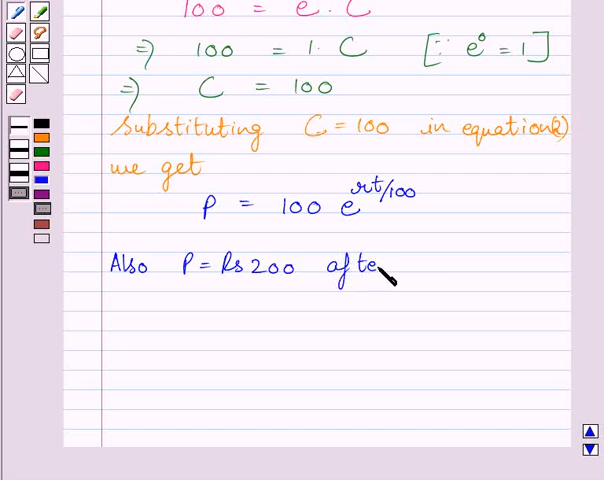 100 = e . C
⇒ 100 = 1 . C [∵ e⁰ = 1]
⇒ C = 100
Substituting C = 100 in equation(2)
we get
P = 100 e^rt/100
Also P = Rs 200 afte